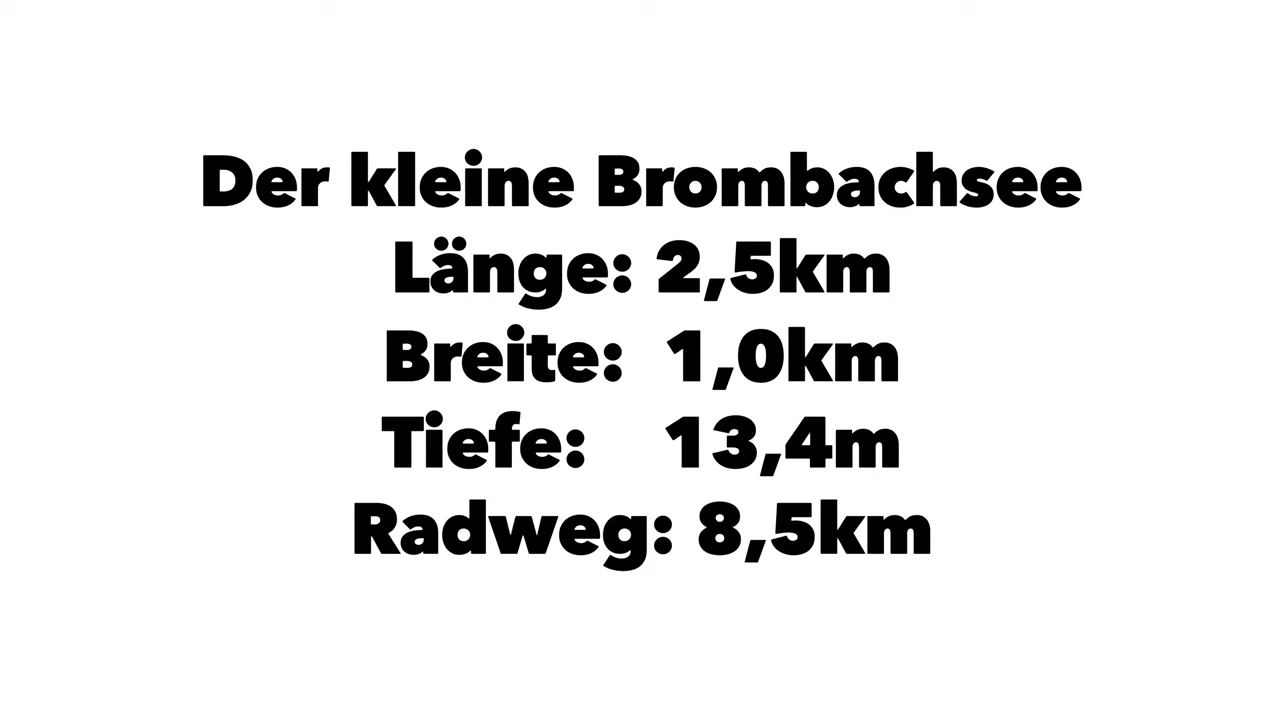 Der kleine Brombachsee
Länge: 2,5km
Breite: 1,0km
Tiefe: 13,4m
Radweg: 8,5km